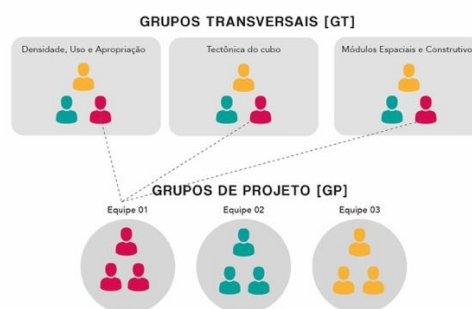 GRUPOS TRANSVERSAIS [GT]
Densidade, Uso e Apropriação
Tectônica do cubo
Módulos Espaciais e Construtivo
GRUPOS DE PROJETO [GP]
Equipe 01
Equipe 02
Equipe 03